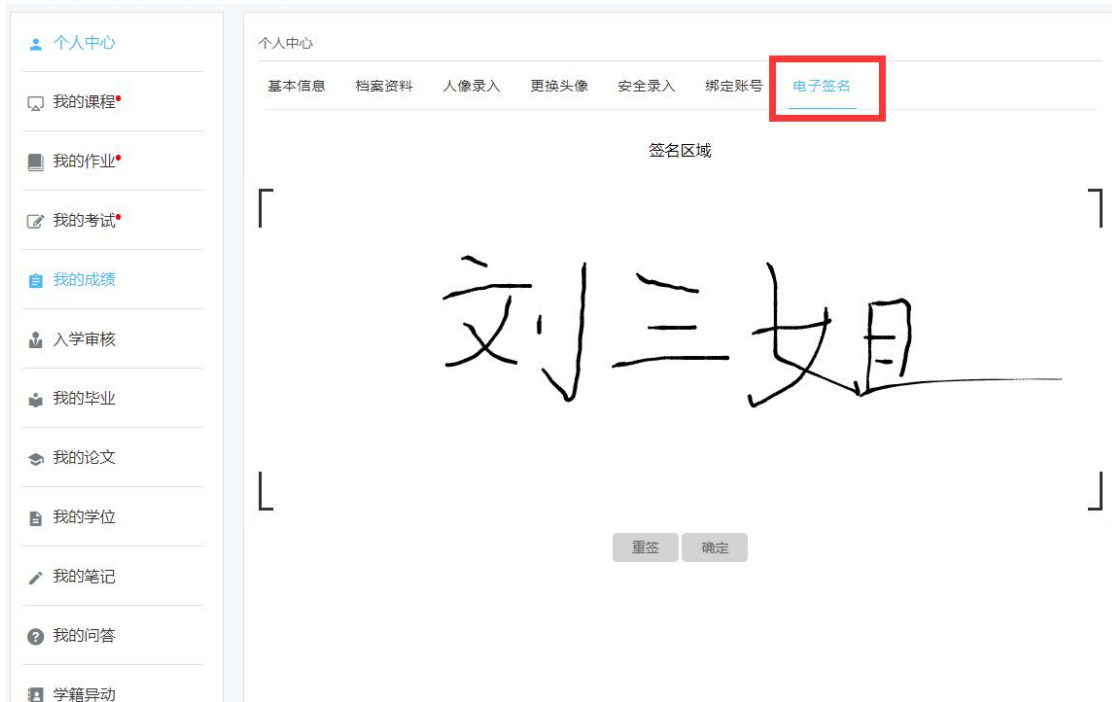 个人中心
我的课程
我的作业
我的考试
我的成绩
入学审核
我的毕业
我的论文
我的学位
我的笔记
我的问答
学籍异动
个人中心
基本信息 档案资料 人像录入 更换头像 安全录入 绑定账号 电子签名
签名区域
刘三姐
重签 确定